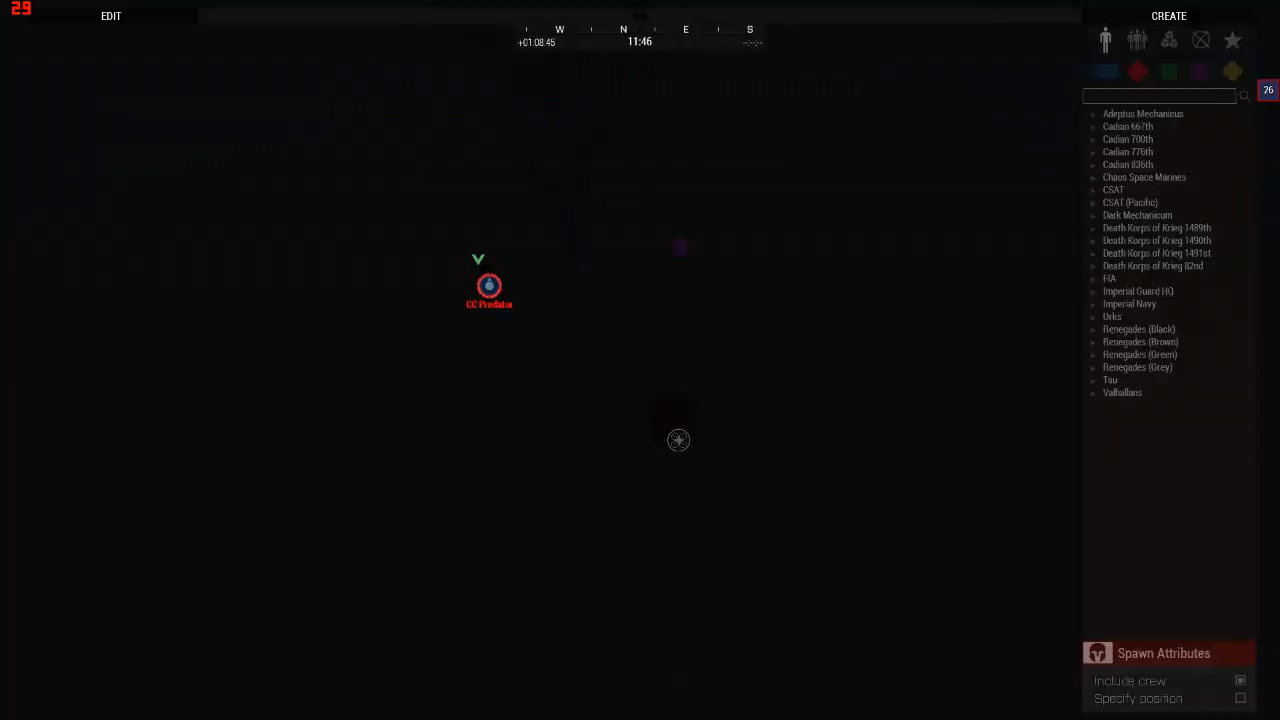 29
EDIT
W N E S
+01:08:45 11:46 --:--:--
CREATE
26
Adeptus Mechanicus
Cadian 667th
Cadian 700th
Cadian 776th
Cadian 836th
Chaos Space Marines
CSAT
CSAT (Pacific)
Dark Mechanicum
Death Korps of Krieg 1489th
Death Korps of Krieg 1490th
Death Korps of Krieg 1491st
Death Korps of Krieg 82nd
FIA
Imperial Guard HQ
Imperial Navy
Orks
Renegades (Black)
Renegades (Brown)
Renegades (Green)
Renegades (Grey)
Tau
Valhallans
CC Predator
Spawn Attributes
Include crew
Specify position